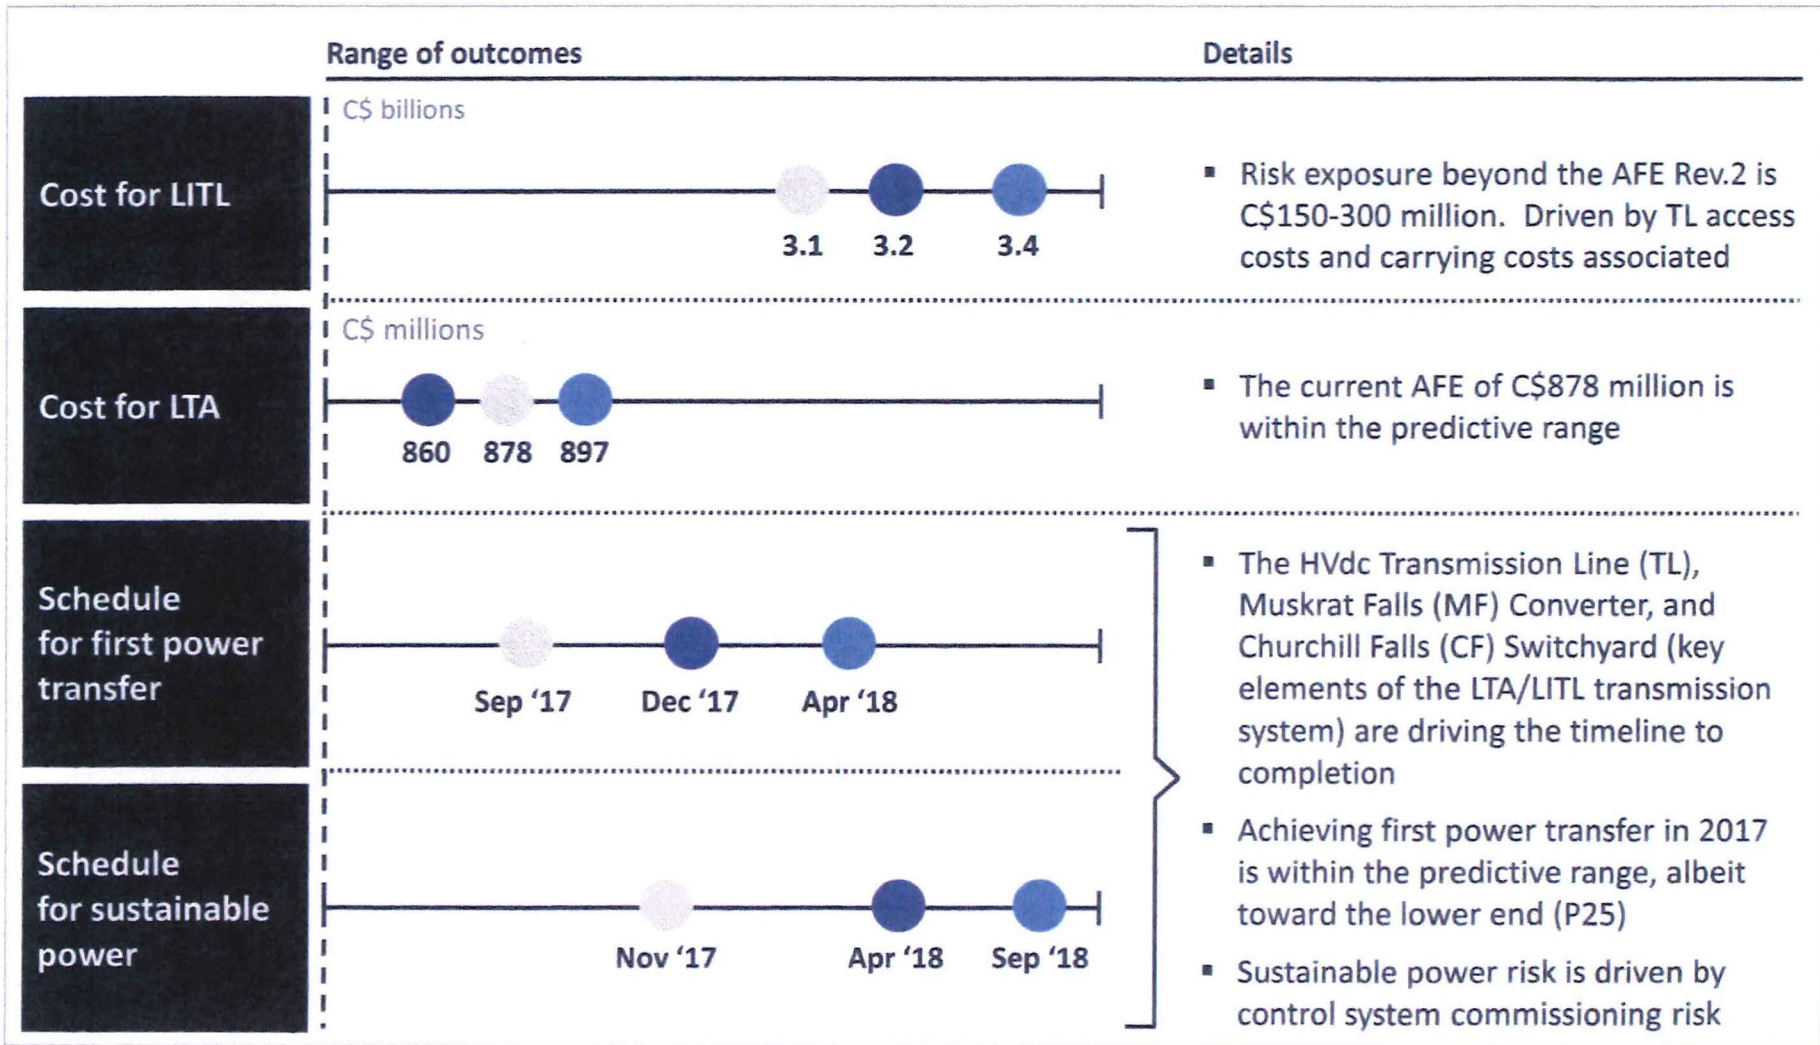 Range of outcomes
Details
Cost for LITL
C$ billions
3.1
3.2
3.4
▪ Risk exposure beyond the AFE Rev.2 is
C$150-300 million.  Driven by TL access
costs and carrying costs associated
Cost for LTA
C$ millions
860
878
897
▪ The current AFE of C$878 million is
within the predictive range
Schedule
for first power
transfer
Sep ‘17
Dec ‘17
Apr ‘18
Schedule
for sustainable
power
Nov ‘17
Apr ‘18
Sep ‘18
▪ The HVdc Transmission Line (TL),
Muskrat Falls (MF) Converter, and
Churchill Falls (CF) Switchyard (key
elements of the LTA/LITL transmission
system) are driving the timeline to
completion
▪ Achieving first power transfer in 2017
is within the predictive range, albeit
toward the lower end (P25)
▪ Sustainable power risk is driven by
control system commissioning risk